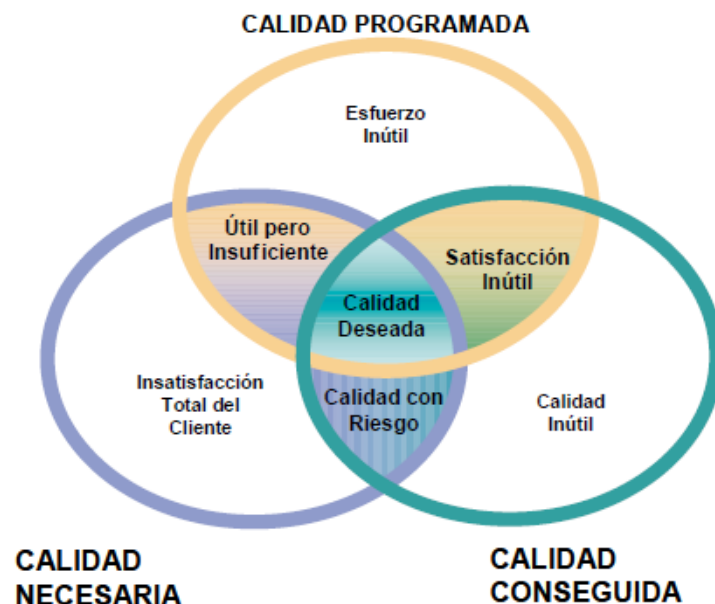 CALIDAD PROGRAMADA
Esfuerzo
Inútil
Útil pero
Insuficiente
Satisfacción
Inútil
Calidad
Deseada
Insatisfacción
Total del
Cliente
Calidad con
Riesgo
Calidad
Inútil
CALIDAD
NECESARIA
CALIDAD
CONSEGUIDA